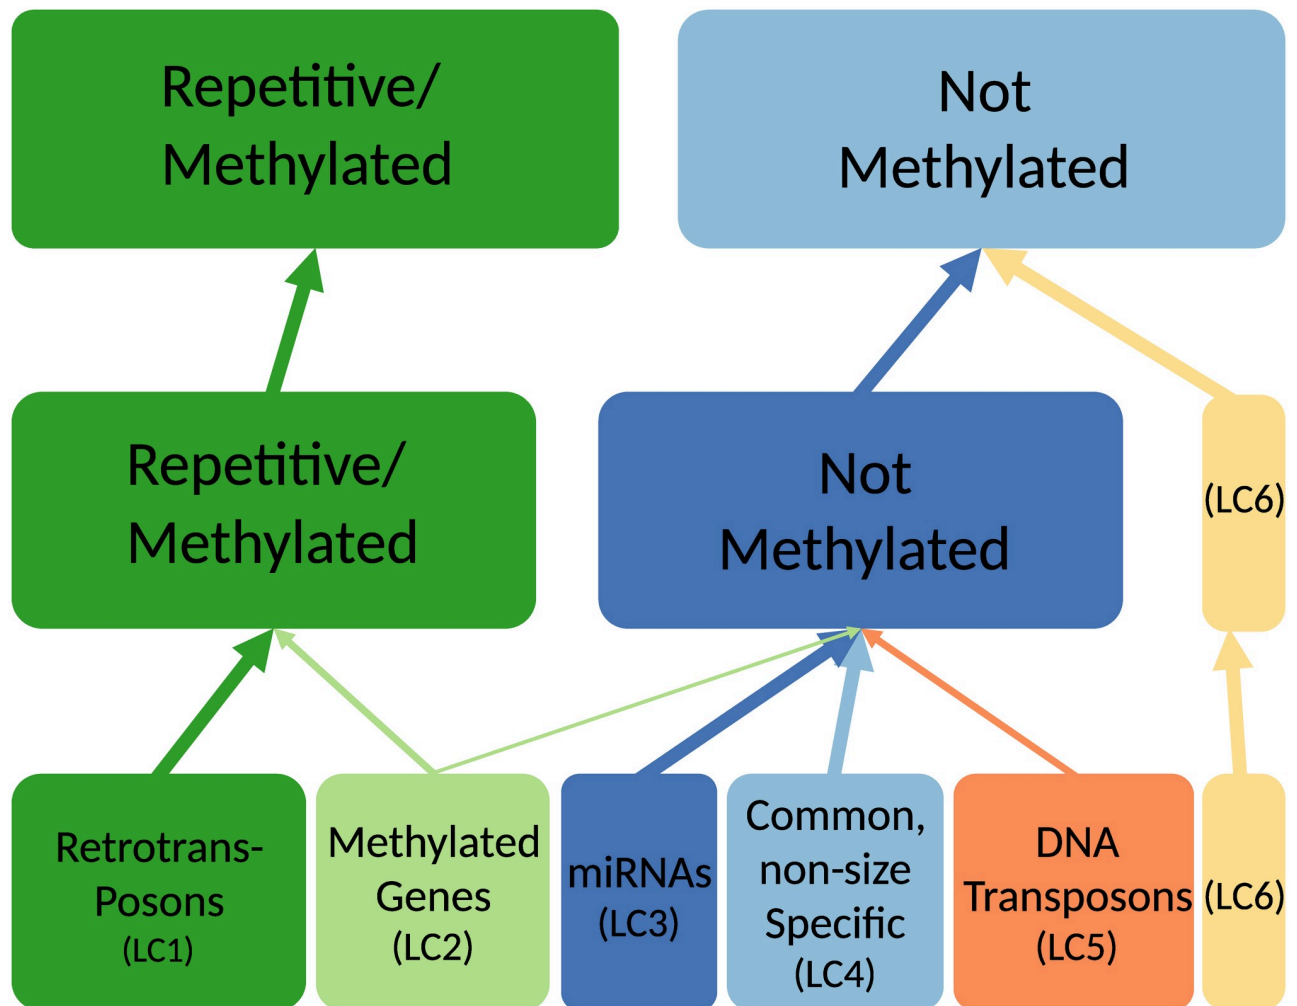 Repetitive/
Methylated
Not
Methylated
Repetitive/
Methylated
Not
Methylated
(LC6)
Retrotrans-
Posons
(LC1)
Methylated
Genes
(LC2)
miRNAs
(LC3)
Common,
non-size
Specific
(LC4)
DNA
Transposons
(LC5)
(LC6)